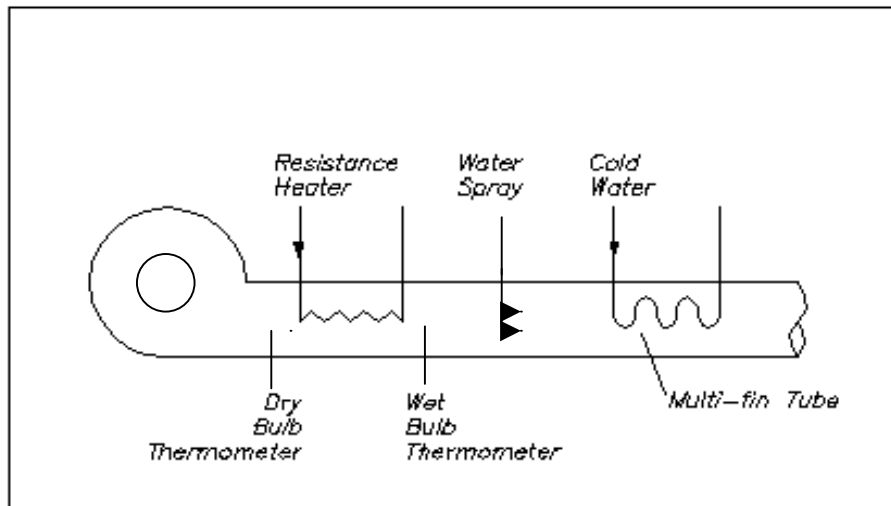 Resistance
Heater
Water
Spray
Cold
Water
Dry
Bulb
Thermometer
Wet
Bulb
Thermometer
Multi-fin Tube